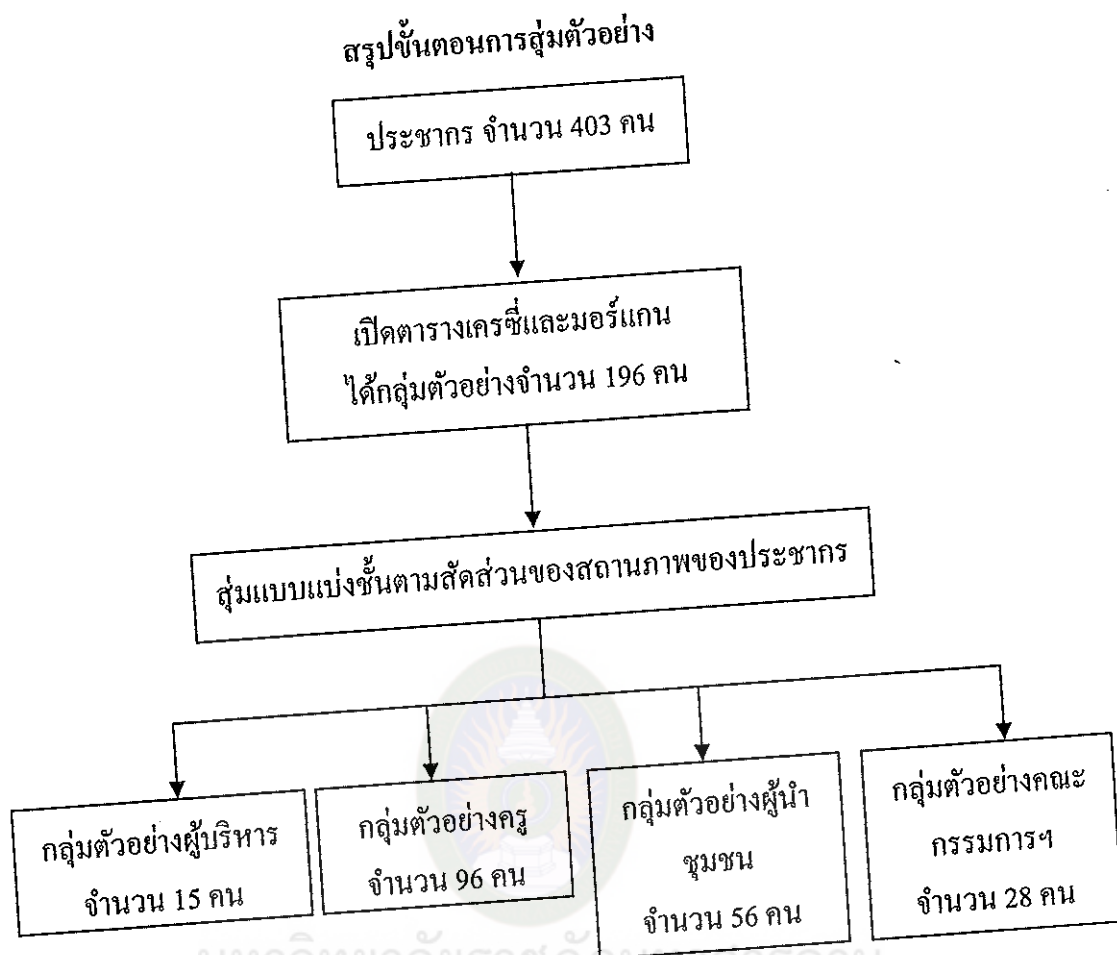 สรุปขั้นตอนการสุ่มตัวอย่าง
ประชากร จำนวน 403 คน
เปิดตารางเครซี่และมอร์แกน
ได้กลุ่มตัวอย่างจำนวน 196 คน
สุ่มแบบแบ่งชั้นตามสัดส่วนของสถานภาพของประชากร
กลุ่มตัวอย่างผู้บริหาร
จำนวน 15 คน
กลุ่มตัวอย่างครู
จำนวน 96 คน
กลุ่มตัวอย่างผู้นำ
ชุมชน
จำนวน 56 คน
กลุ่มตัวอย่างคณะ
กรรมการฯ
จำนวน 28 คน